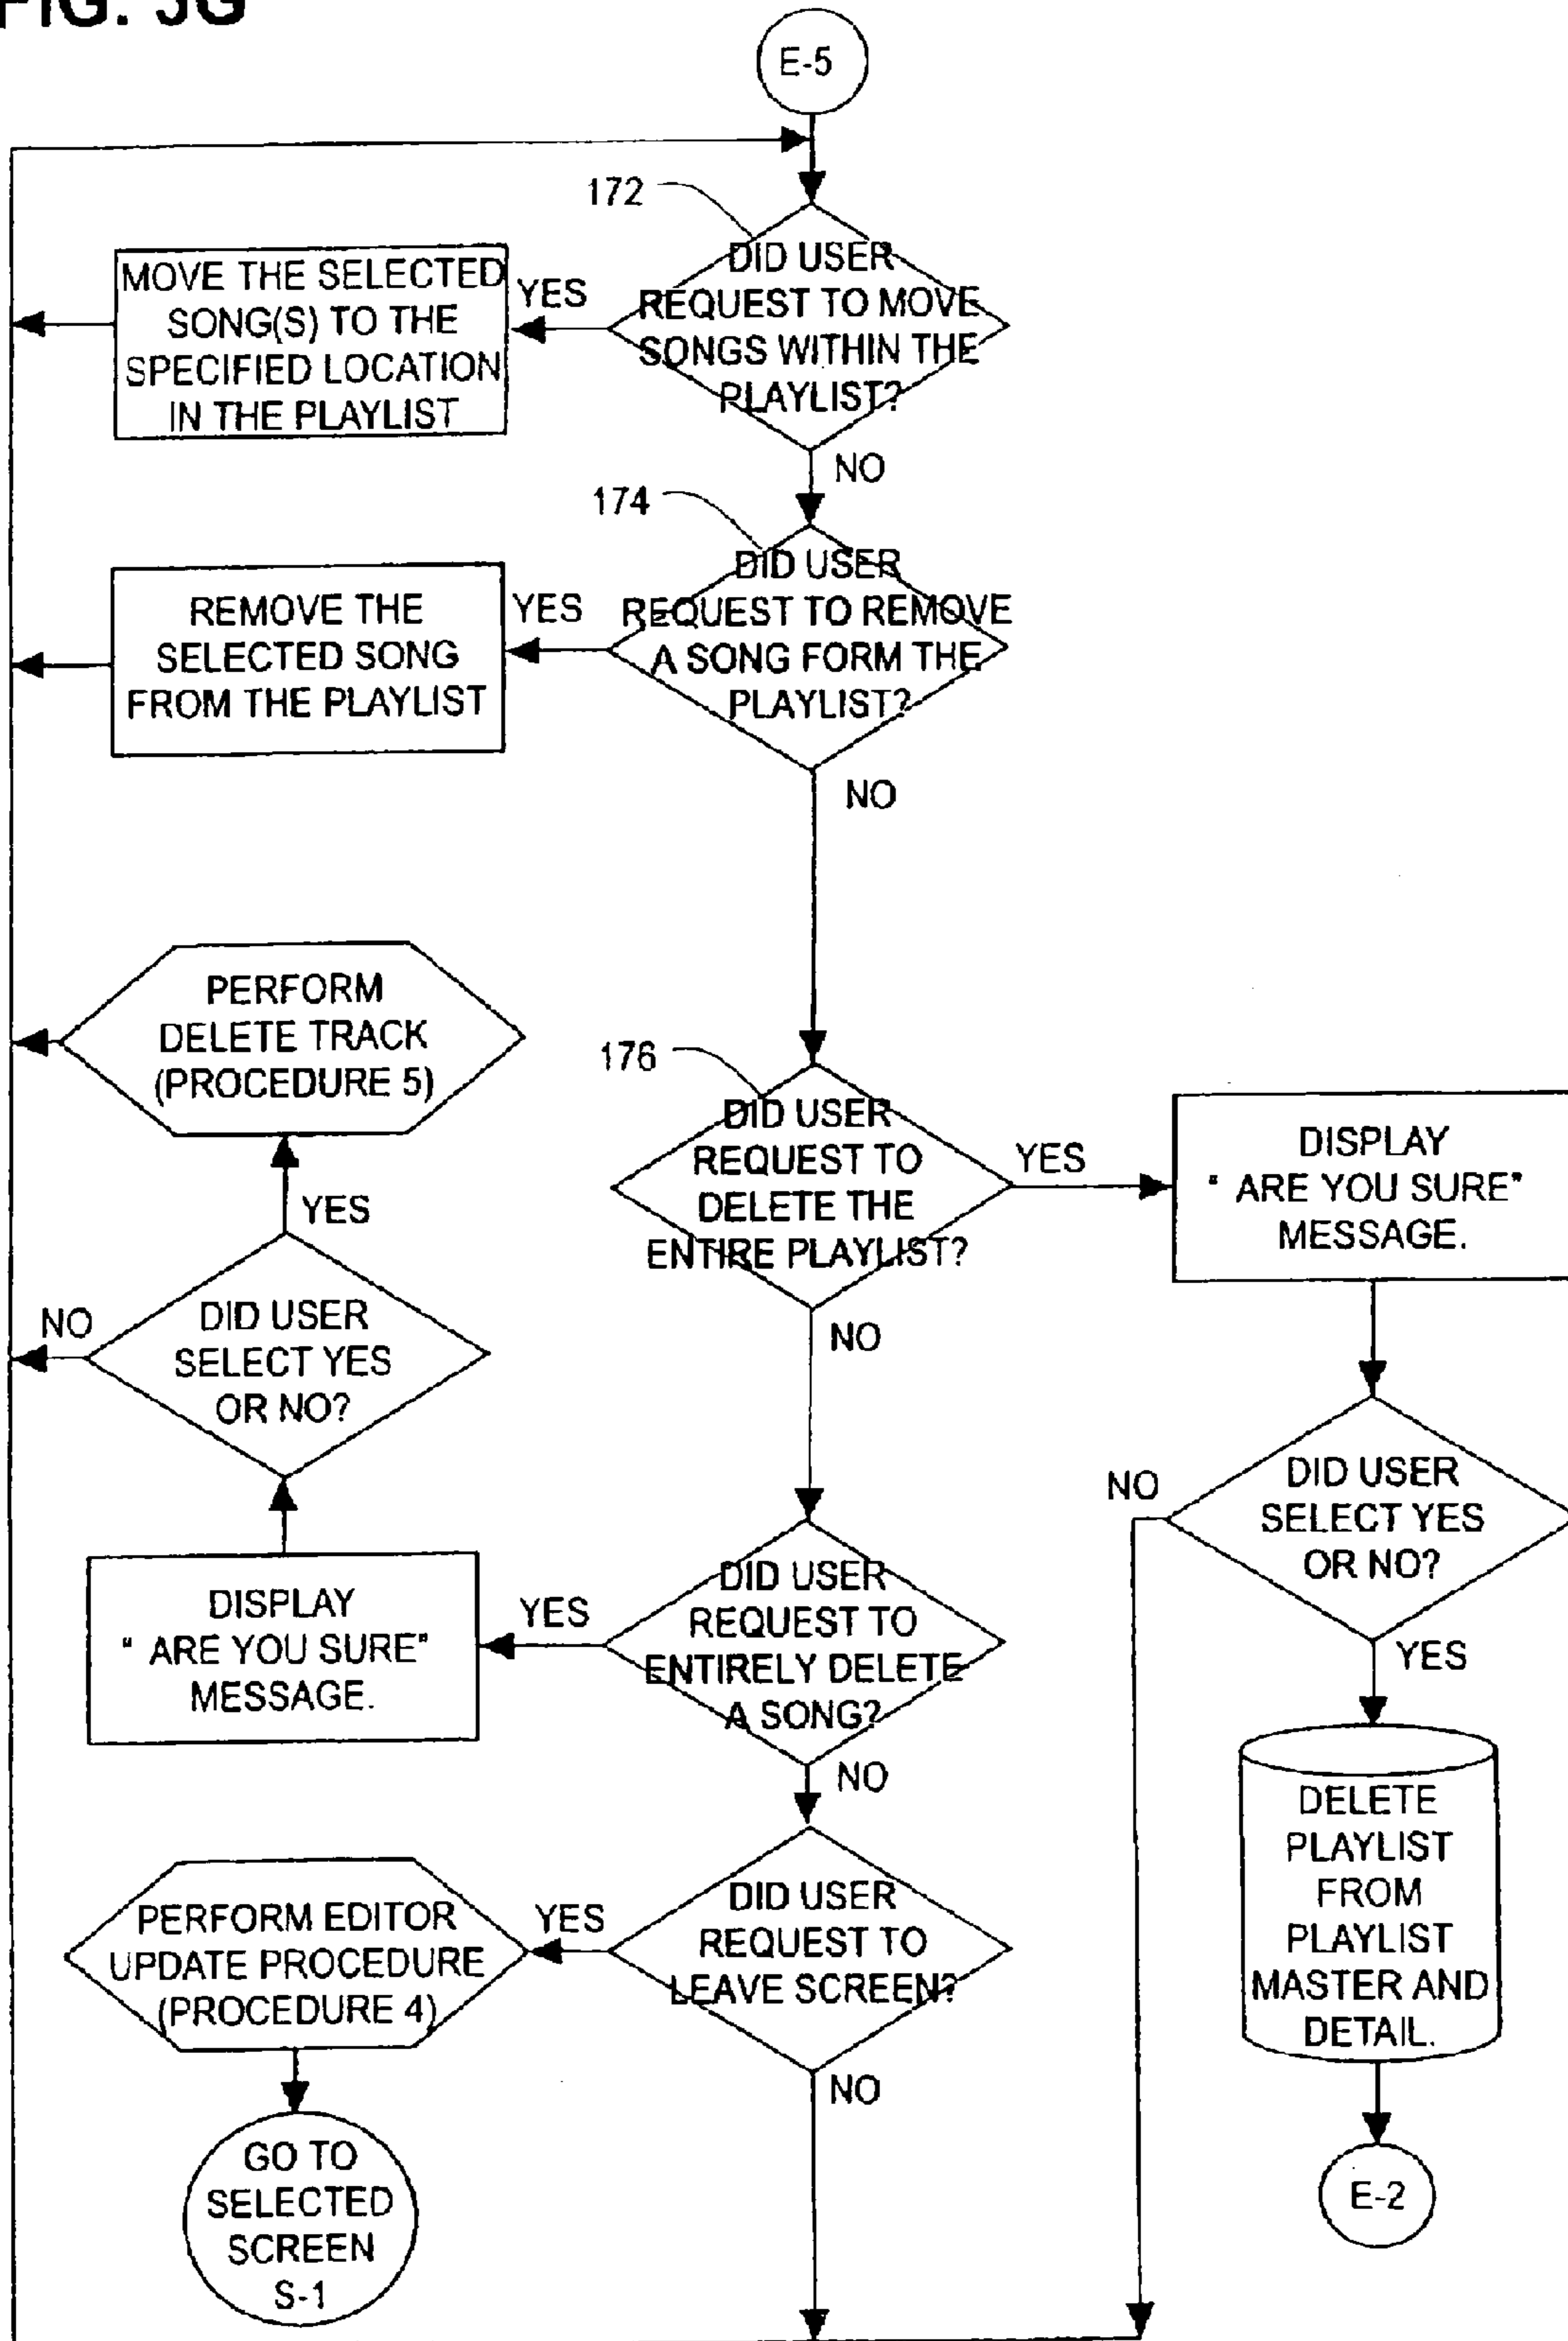 FIG. 3G
E-5
172
DID USER
REQUEST TO MOVE
SONGS WITHIN THE
PLAYLIST?
YES
MOVE THE SELECTED
SONG(S) TO THE
SPECIFIED LOCATION
IN THE PLAYLIST
NO
174
DID USER
REQUEST TO REMOVE
A SONG FORM THE
PLAYLIST?
YES
REMOVE THE
SELECTED SONG
FROM THE PLAYLIST
NO
PERFORM
DELETE TRACK
(PROCEDURE 5)
176
DID USER
REQUEST TO
DELETE THE
ENTIRE PLAYLIST?
YES
DISPLAY
" ARE YOU SURE"
MESSAGE.
YES
NO
DID USER
SELECT YES
OR NO?
NO
NO
DID USER
SELECT YES
OR NO?
DISPLAY
" ARE YOU SURE"
MESSAGE.
YES
DID USER
REQUEST TO
ENTIRELY DELETE
A SONG?
YES
NO
DELETE
PLAYLIST
FROM
PLAYLIST
MASTER AND
DETAIL.
PERFORM EDITOR
UPDATE PROCEDURE
(PROCEDURE 4)
YES
DID USER
REQUEST TO
LEAVE SCREEN?
NO
GO TO
SELECTED
SCREEN
S-1
E-2